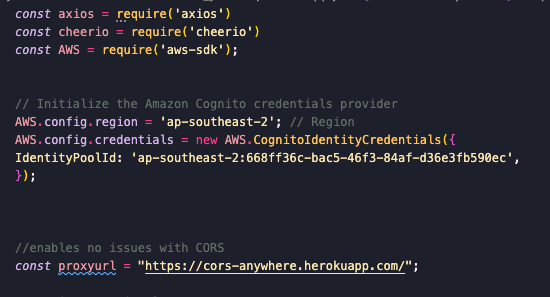 const axios = require('axios')
const cheerio = require('cheerio')
const AWS = require('aws-sdk');
// Initialize the Amazon Cognito credentials provider
AWS.config.region = 'ap-southeast-2'; // Region
AWS.config.credentials = new AWS.CognitoIdentityCredentials({
IdentityPoolId: 'ap-southeast-2:668ff36c-bac5-46f3-84af-d36e3fb590ec',
});
//enables no issues with CORS
const proxyurl = "https://cors-anywhere.herokuapp.com/";